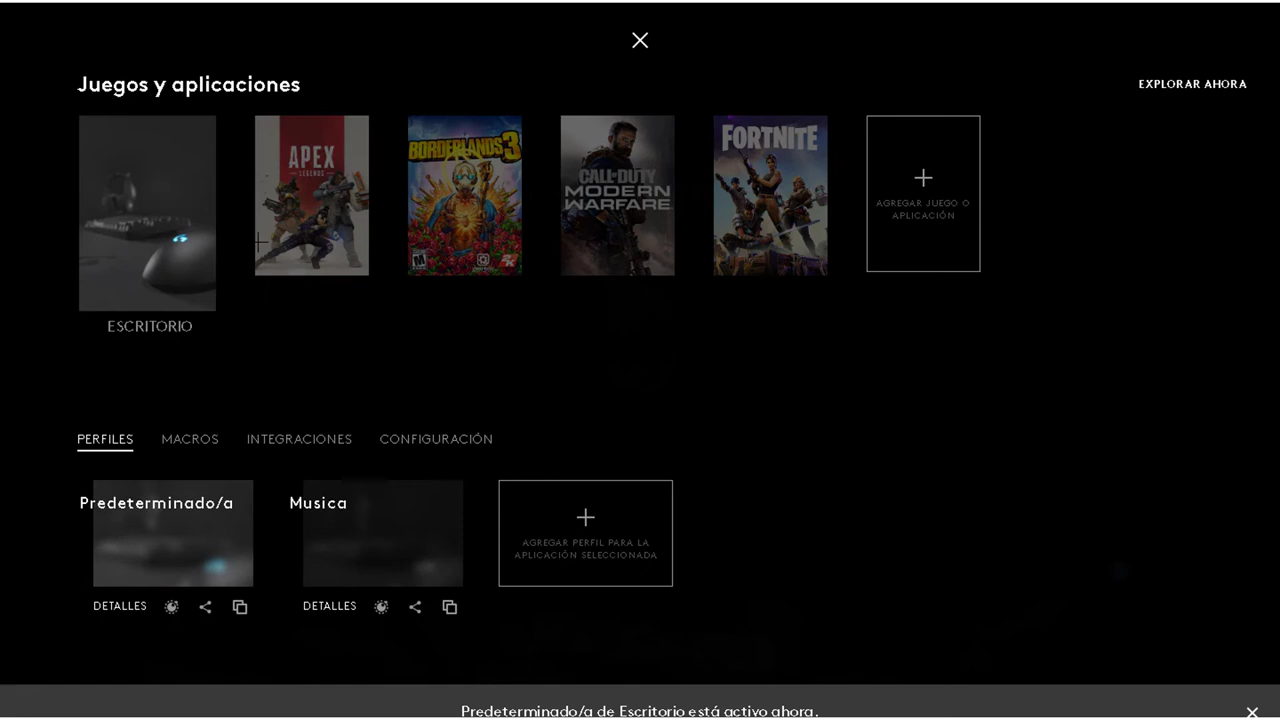 Juegos y aplicaciones
EXPLORAR AHORA
APEX
LEGENDS
BORDERLANDS 3
CALL OF DUTY
MODERN
WARFARE
FORTNITE
AGREGAR JUEGO O
APLICACIÓN
M
2K
ESCRITORIO
PERFILES
MACROS
INTEGRACIONES
CONFIGURACIÓN
Predeterminado/a
Musica
AGREGAR PERFIL PARA LA
APLICACIÓN SELECCIONADA
DETALLES
DETALLES
Predeterminado/a de Escritorio está activo ahora.